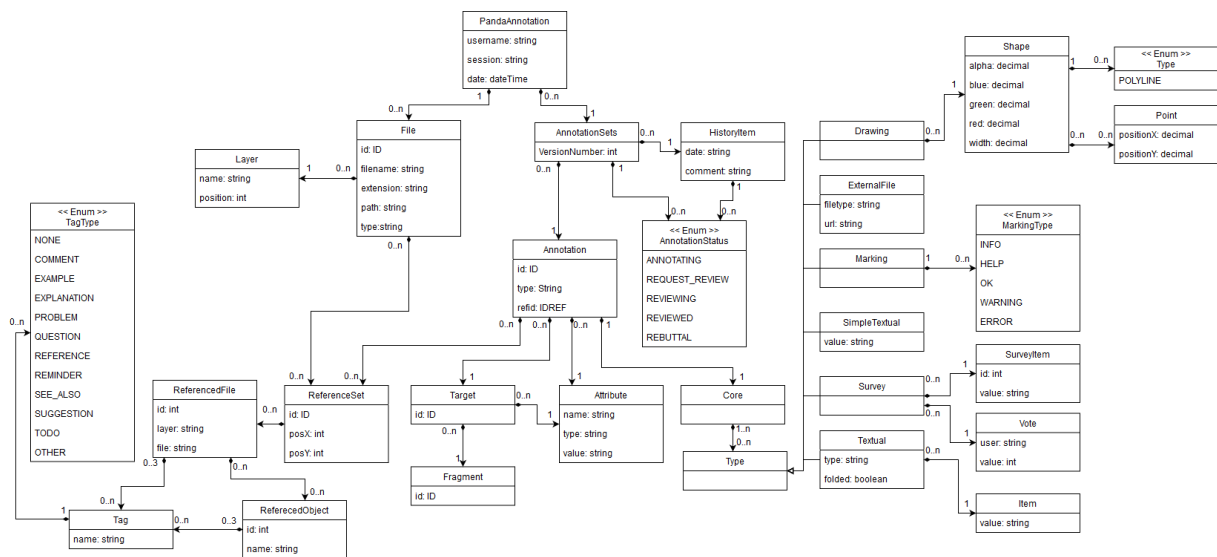 PandaAnnotation
username: string
session: string
date: dateTime
1
0..n
0..n
1
File
id: ID
filename: string
extension: string
path: string
type:string
0..n
0..n
1
Layer
name: string
position: int
AnnotationSets
VersionNumber: int
0..n
1
0..n
1
HistoryItem
date: string
comment: string
1
0..n
0..n
<< Enum >>
AnnotationStatus
ANNOTATING
REQUEST_REVIEW
REVIEWING
REVIEWED
REBUTTAL
1
Annotation
id: ID
type: String
refid: IDREF
0..n
0..n
0..n
1
<< Enum >>
TagType
NONE
COMMENT
EXAMPLE
EXPLANATION
PROBLEM
QUESTION
REFERENCE
REMINDER
SEE_ALSO
SUGGESTION
TODO
OTHER
0..n
1
0..n
0..n
ReferenceSet
id: ID
posX: int
posY: int
0..n
ReferencedFile
id: int
layer: string
file: string
0..3
0..n
0..n
0..n
Tag
name: string
0..n
0..3
ReferecedObject
id: int
name: string
1
Target
id: ID
0..n
1
0..n
1
Fragment
id: ID
1
Attribute
name: string
type: string
value: string
1
Core
1..n
0..n
Type
Drawing
0..n
1
Shape
alpha: decimal
blue: decimal
green: decimal
red: decimal
width: decimal
1
0..n
<< Enum >>
Type
POLYLINE
0..n
0..n
Point
positionX: decimal
positionY: decimal
ExternalFile
filetype: string
url: string
Marking
1
0..n
<< Enum >>
MarkingType
INFO
HELP
OK
WARNING
ERROR
SimpleTextual
value: string
Survey
0..n
1
0..n
1
SurveyItem
id: int
value: string
Vote
user: string
value: int
Textual
type: string
folded: boolean
0..n
1
Item
value: string